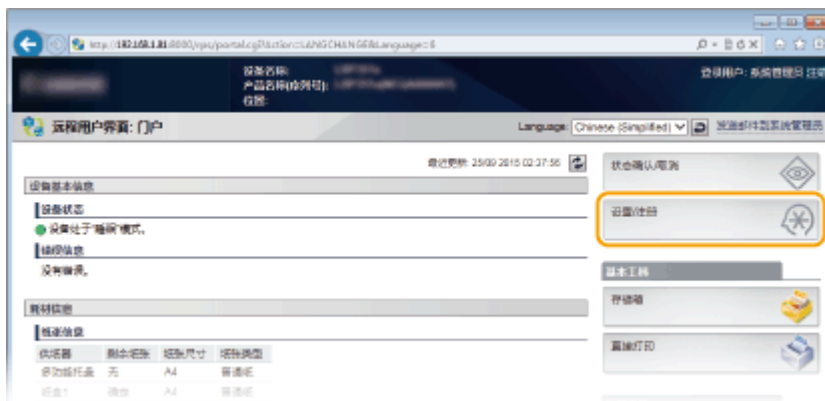 http://192.168.1.81:8000/rps/portal.cgi?Action=LANGCHANGE&Language=6
设备名称:
产品名称(序列号):
位置:
登录用户: 系统管理员 注销
远程用户界面: 门户
Language: Chinese (Simplified)
发送邮件到系统管理员
最近更新: 25/09 2015 02:37:56
设备基本信息
设备状态
设备处于“睡眠”模式。
错误信息
没有错误。
耗材信息
纸张信息
供纸器 剩余纸张 纸张尺寸 纸张类型
多功能托盘 无 A4 普通纸
纸盒1 A4 普通纸
状态确认/取消
设置/注册
基本工具
存储箱
直接打印